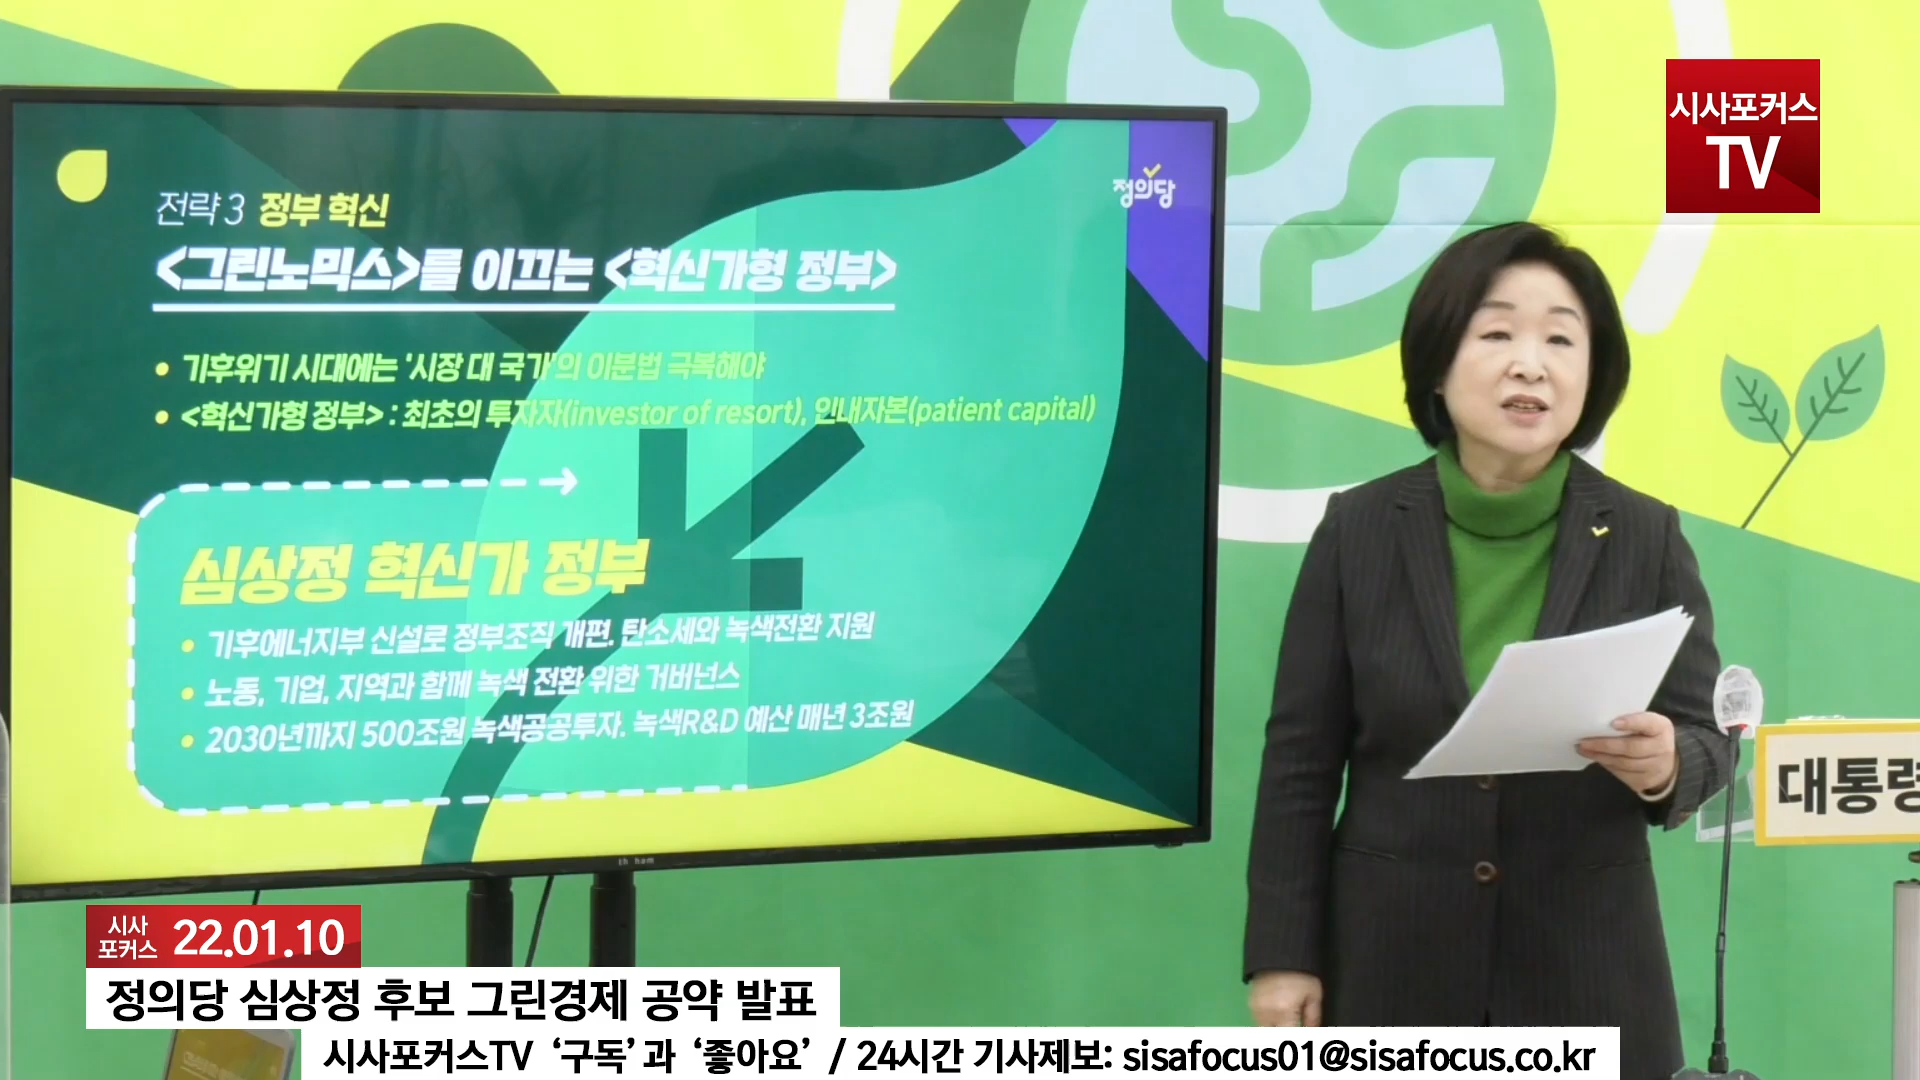 시사포커스
TV
정의당
전략 3 정부 혁신
<그린노믹스>를 이끄는 <혁신가형 정부>
• 기후위기 시대에는 '시장 대 국가'의 이분법 극복해야
• <혁신가형 정부> : 최초의 투자자(investor of resort), 인내자본(patient capital)
심상정 혁신가 정부
• 기후에너지부 신설로 정부조직 개편. 탄소세와 녹색전환 지원
• 노동, 기업, 지역과 함께 녹색 전환 위한 거버넌스
• 2030년까지 500조원 녹색공공투자. 녹색R&D 예산 매년 3조원
대통령
시사
포커스 22.01.10
정의당 심상정 후보 그린경제 공약 발표
시사포커스TV ‘구독’과 ‘좋아요’ / 24시간 기사제보: sisafocus01@sisafocus.co.kr